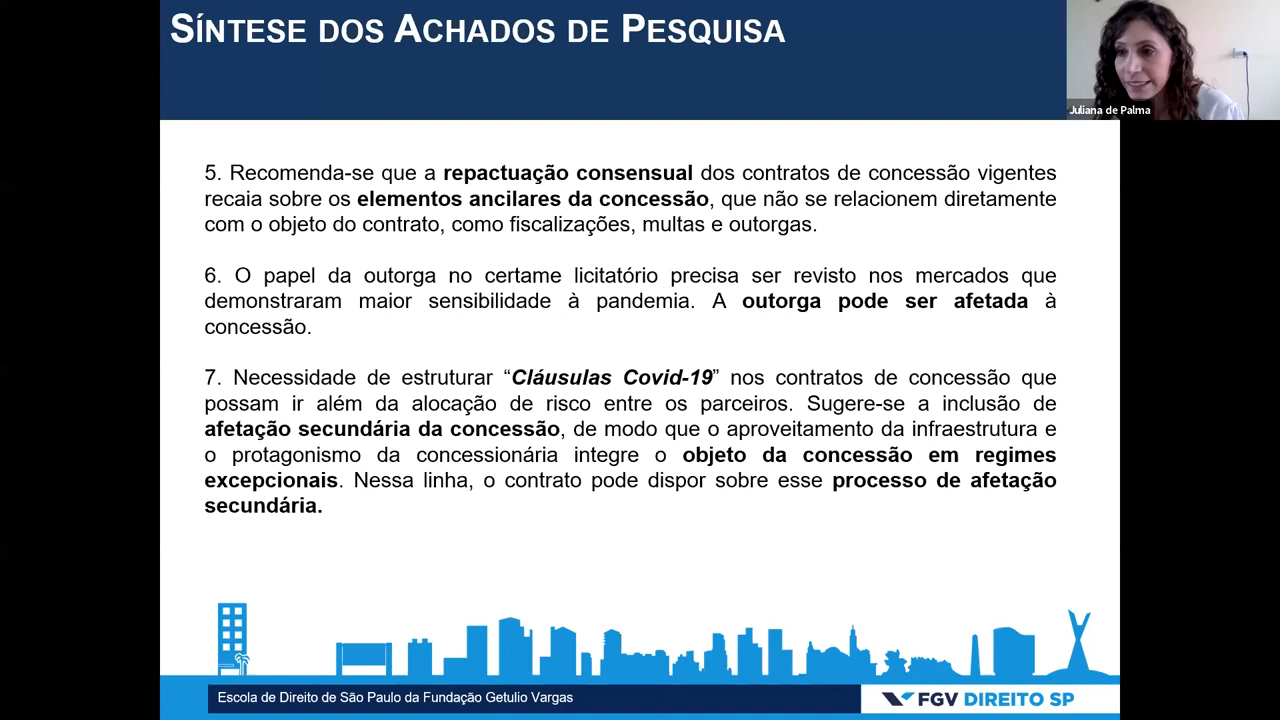 SÍNTESE DOS ACHADOS DE PESQUISA
Juliana de Palma
5. Recomenda-se que a repactuação consensual dos contratos de concessão vigentes
recaia sobre os elementos ancilares da concessão, que não se relacionem diretamente
com o objeto do contrato, como fiscalizações, multas e outorgas.
6. O papel da outorga no certame licitatório precisa ser revisto nos mercados que
demonstraram maior sensibilidade à pandemia. A outorga pode ser afetada à
concessão.
7. Necessidade de estruturar “Cláusulas Covid-19” nos contratos de concessão que
possam ir além da alocação de risco entre os parceiros. Sugere-se a inclusão de
afetação secundária da concessão, de modo que o aproveitamento da infraestrutura e
o protagonismo da concessionária integre o objeto da concessão em regimes
excepcionais. Nessa linha, o contrato pode dispor sobre esse processo de afetação
secundária.
Escola de Direito de São Paulo da Fundação Getulio Vargas
FGV DIREITO SP